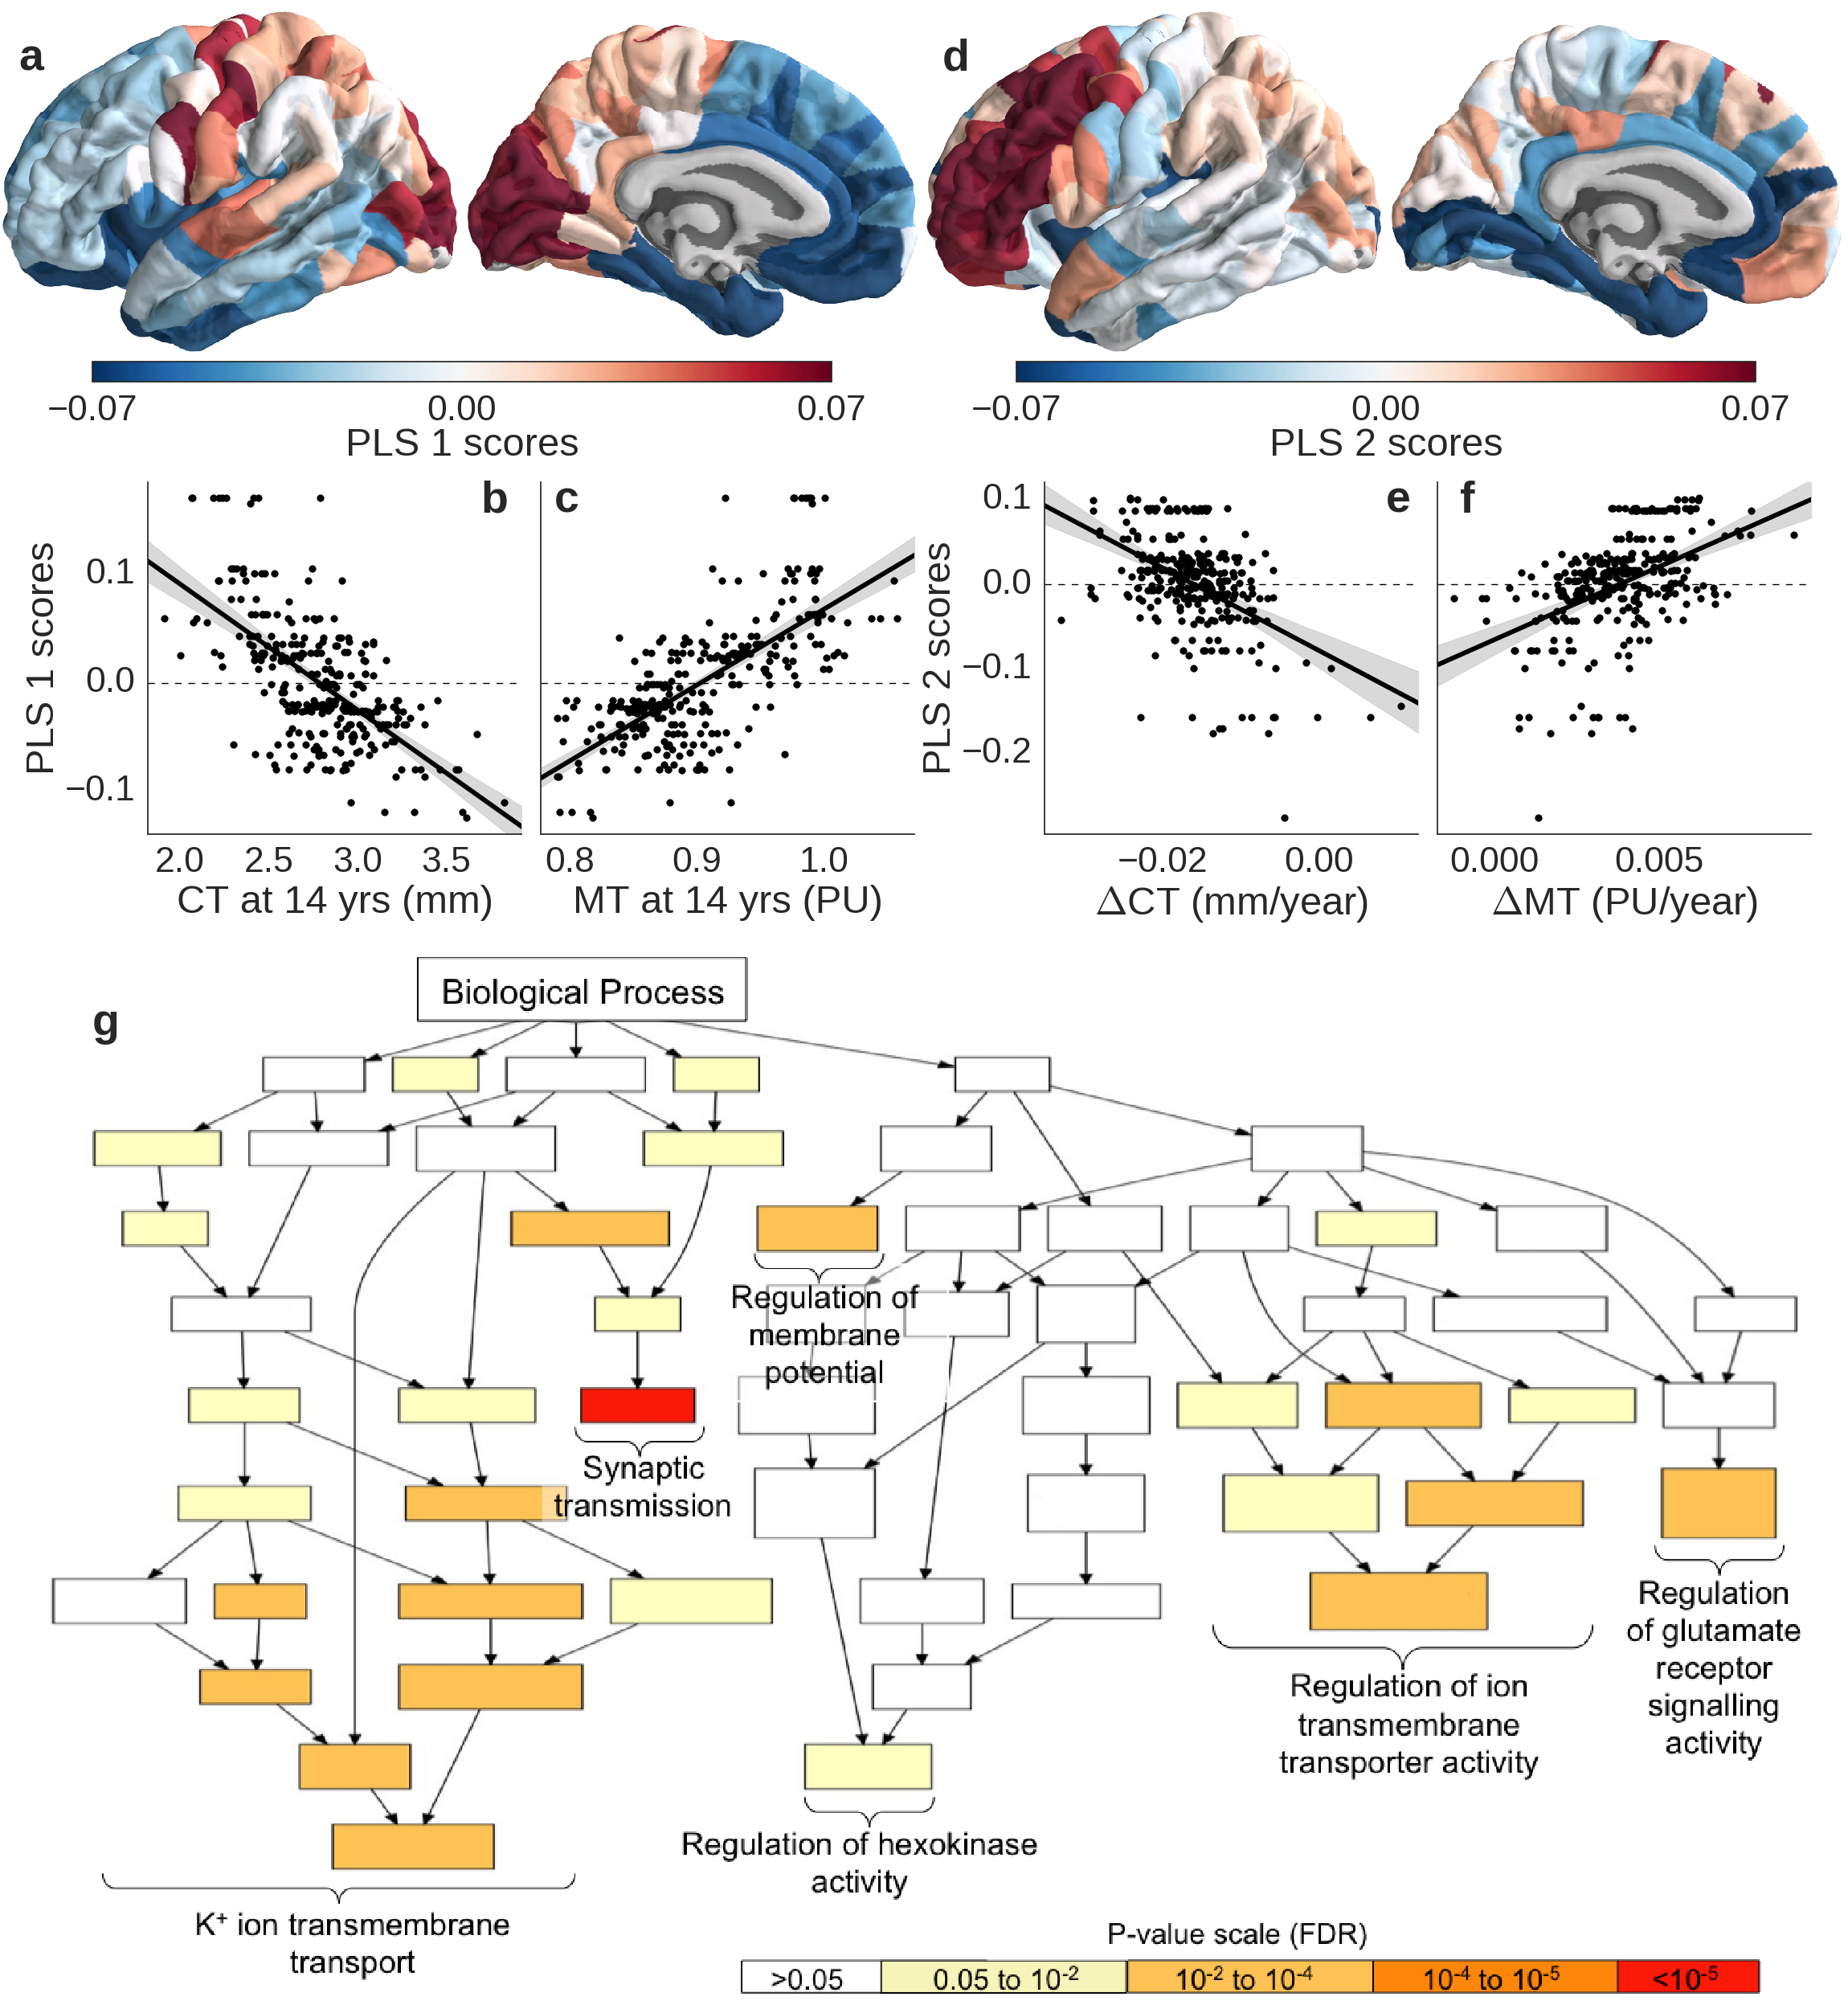 a
d
−0.07
0.00
0.07
PLS 1 scores
−0.07
0.00
0.07
PLS 2 scores
b
c
e
f
PLS 1 scores
0.1
0.0
−0.1
2.0
2.5
3.0
3.5
CT at 14 yrs (mm)
0.8
0.9
1.0
MT at 14 yrs (PU)
PLS 2 scores
0.1
0.0
−0.1
−0.2
−0.02
0.00
ΔCT (mm/year)
0.000
0.005
ΔMT (PU/year)
g
Biological Process
Regulation of
membrane
potential
Synaptic
transmission
Regulation
of glutamate
receptor
signalling
activity
Regulation of ion
transmembrane
transporter activity
Regulation of hexokinase
activity
K⁺ ion transmembrane
transport
P-value scale (FDR)
>0.05
0.05 to 10⁻²
10⁻² to 10⁻⁴
10⁻⁴ to 10⁻⁵
<10⁻⁵